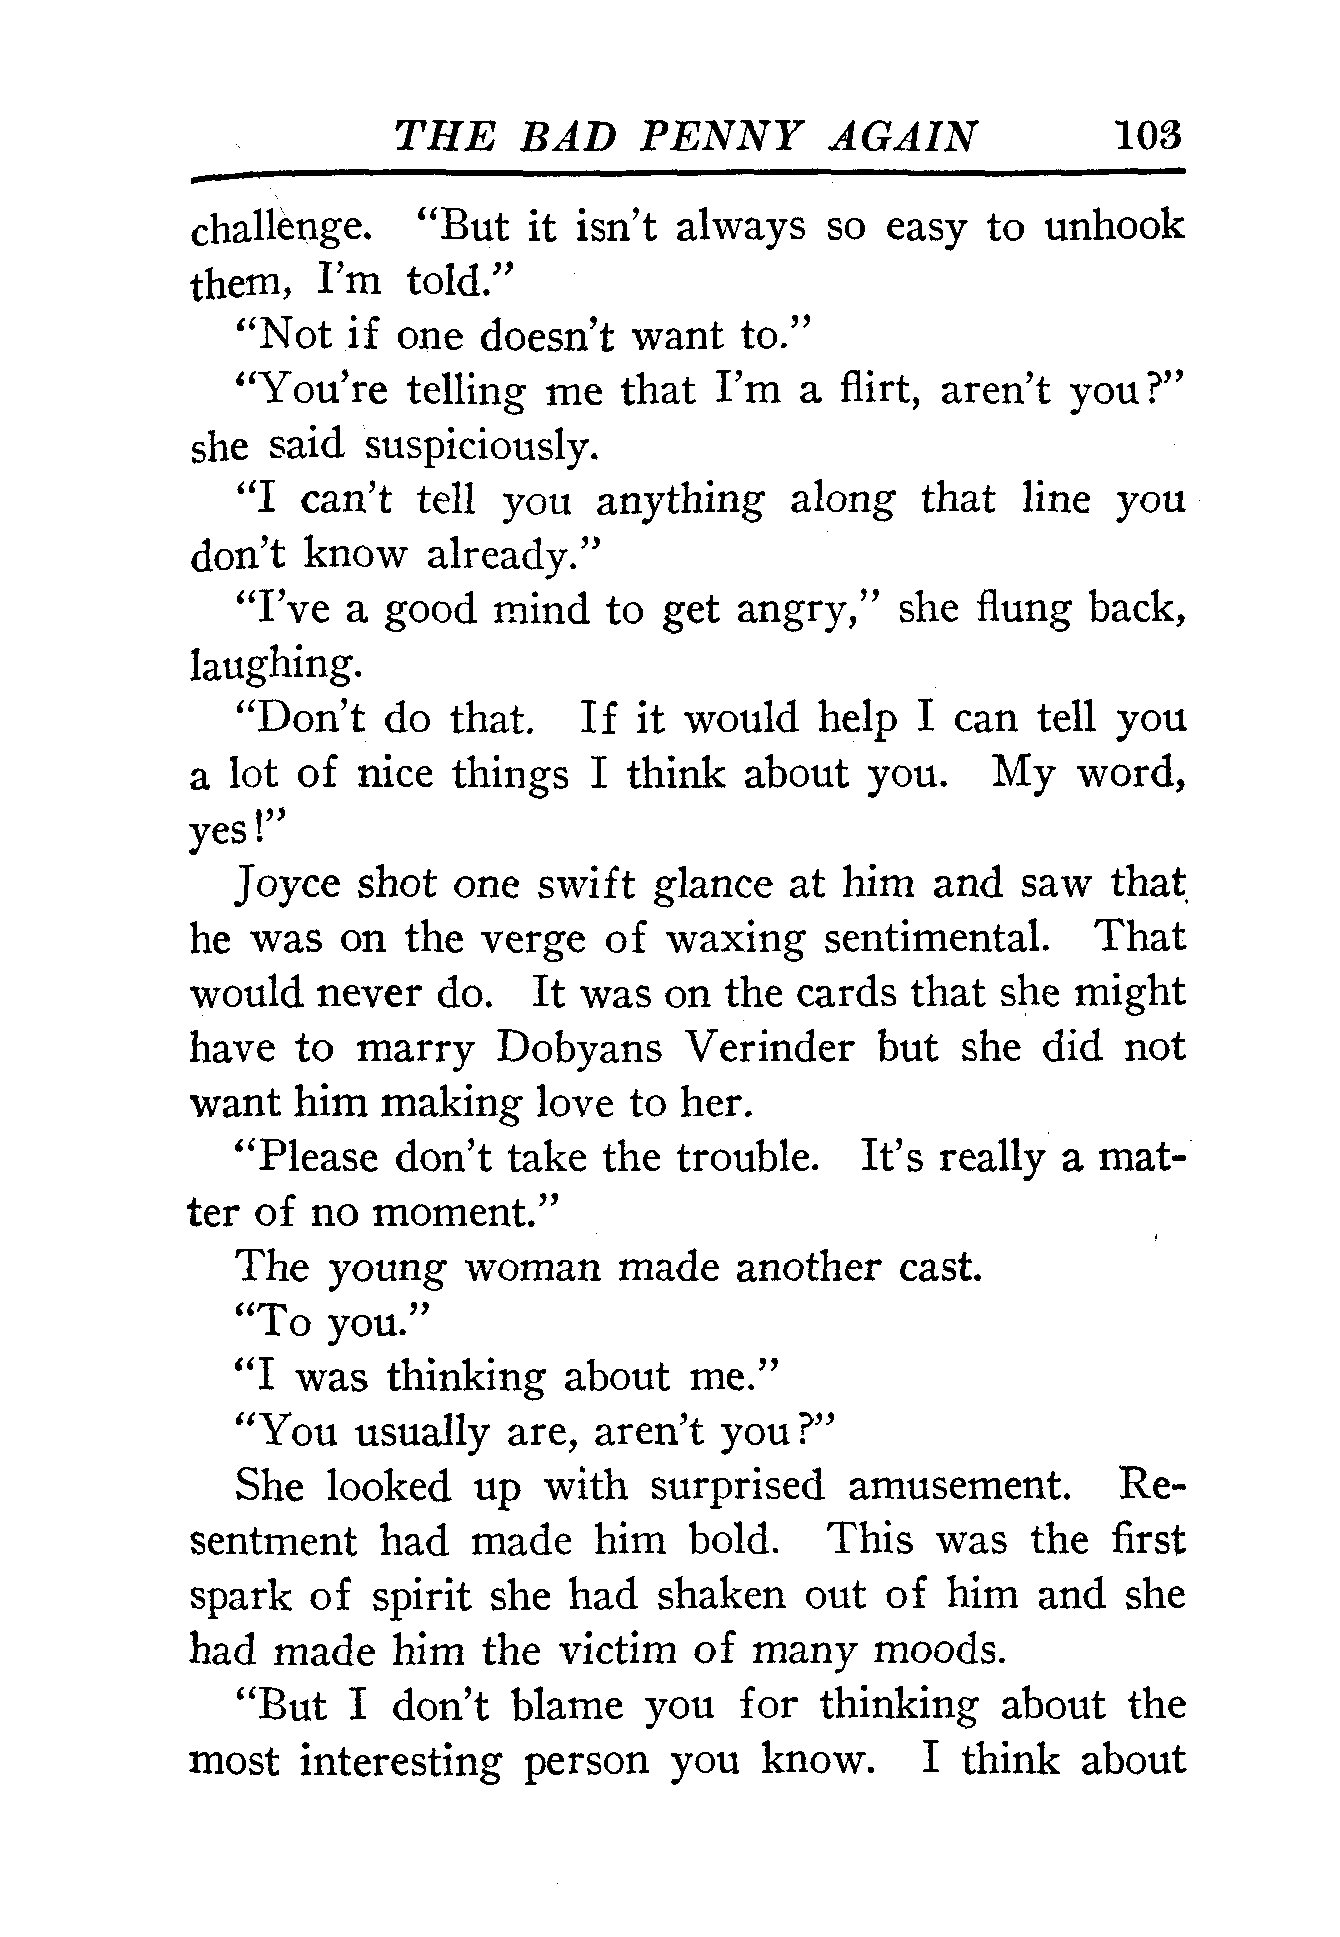 THE BAD PENNY AGAIN 103
challenge. "But it isn't always so easy to unhook
them, I'm told."
"Not if one doesn't want to."
"You're telling me that I'm a flirt, aren't you?"
she said suspiciously.
"I can't tell you anything along that line you
don't know already."
"I've a good mind to get angry," she flung back,
laughing.
"Don't do that. If it would help I can tell you
a lot of nice things I think about you. My word,
yes!"
Joyce shot one swift glance at him and saw that
he was on the verge of waxing sentimental. That
would never do. It was on the cards that she might
have to marry Dobyans Verinder but she did not
want him making love to her.
"Please don't take the trouble. It's really a mat-
ter of no moment."
The young woman made another cast.
"To you."
"I was thinking about me."
"You usually are, aren't you?"
She looked up with surprised amusement. Re-
sentment had made him bold. This was the first
spark of spirit she had shaken out of him and she
had made him the victim of many moods.
"But I don't blame you for thinking about the
most interesting person you know. I think about